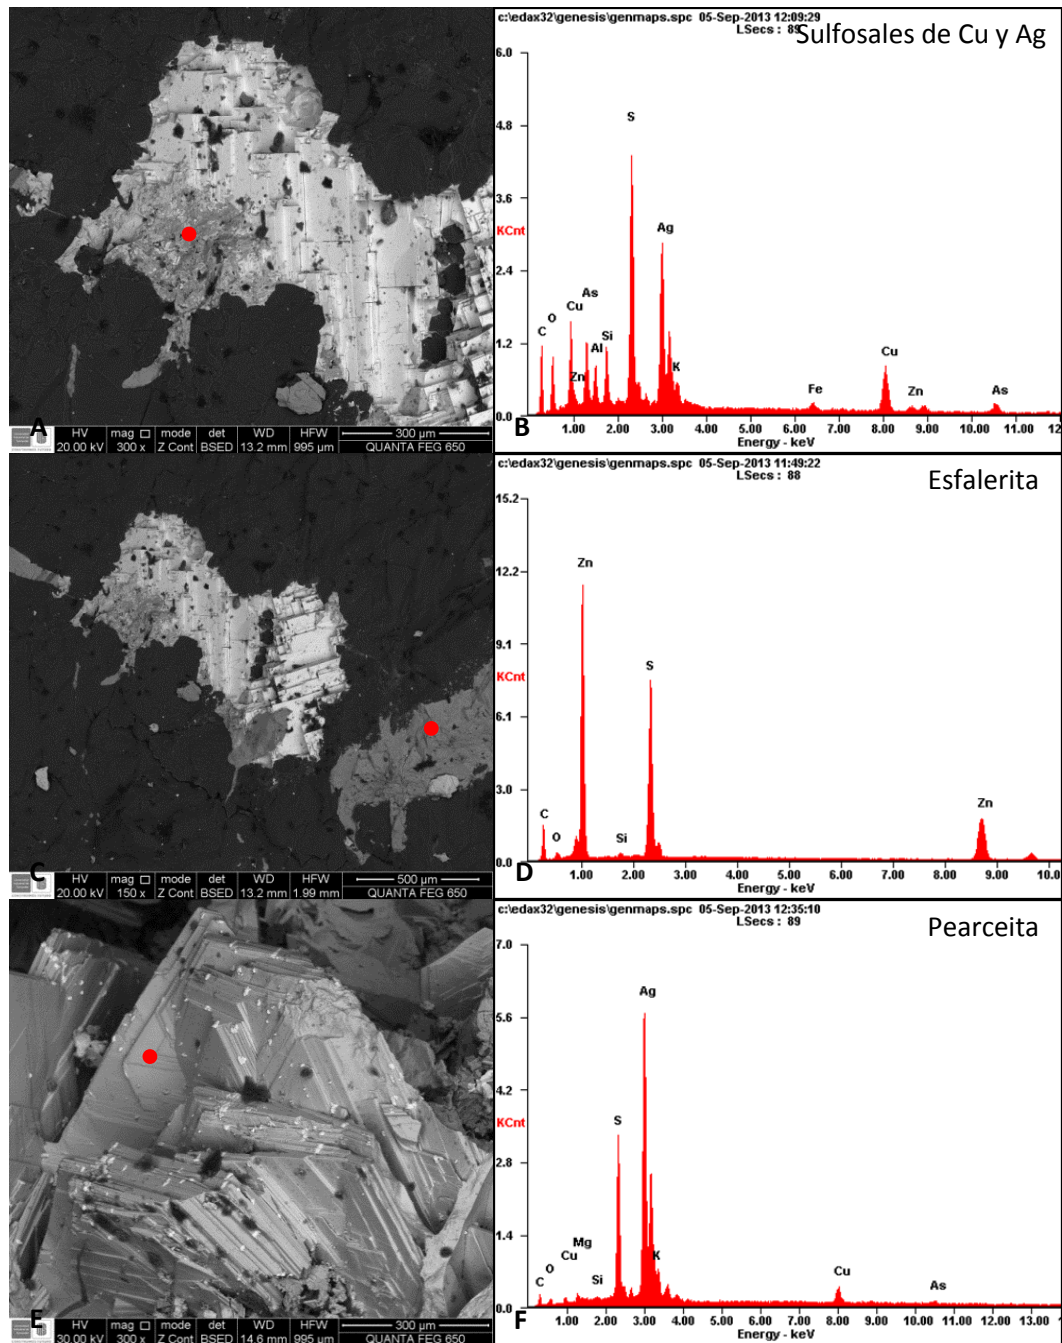 c:\edax32\genesis\genmaps.spc 05-Sep-2013 12:09:29
LSecs : 89
Sulfosales de Cu y Ag
6.0
4.8
3.6
KCnt
2.4
1.2
0.0
C
O
Cu
Zn
As
Al
Si
S
Ag
K
Fe
Cu
Zn
As
1.00 2.00 3.00 4.00 5.00 6.00 7.00 8.00 9.00 10.00 11.00 12
Energy - keV
A
B
HV mag mode det WD HFW 300 µm
20.00 kV 300 x Z Cont BSED 13.2 mm 995 µm QUANTA FEG 650
c:\edax32\genesis\genmaps.spc 05-Sep-2013 11:49:22
LSecs : 88
Esfalerita
15.2
12.2
9.1
KCnt
6.1
3.0
0.0
C
O
Zn
Si
S
Zn
1.00 2.00 3.00 4.00 5.00 6.00 7.00 8.00 9.00 10.0
Energy - keV
C
D
HV mag mode det WD HFW 500 µm
20.00 kV 150 x Z Cont BSED 13.2 mm 1.99 mm QUANTA FEG 650
c:\edax32\genesis\genmaps.spc 05-Sep-2013 12:35:10
LSecs : 89
Pearceita
7.0
5.6
4.2
KCnt
2.8
1.4
0.0
C
O
Cu
Mg
Si
S
Ag
K
Cu
As
1.00 2.00 3.00 4.00 5.00 6.00 7.00 8.00 9.00 10.00 11.00 12.00 13.00
Energy - keV
E
F
HV mag mode det WD HFW 300 µm
30.00 kV 300 x Z Cont BSED 14.6 mm 995 µm QUANTA FEG 650